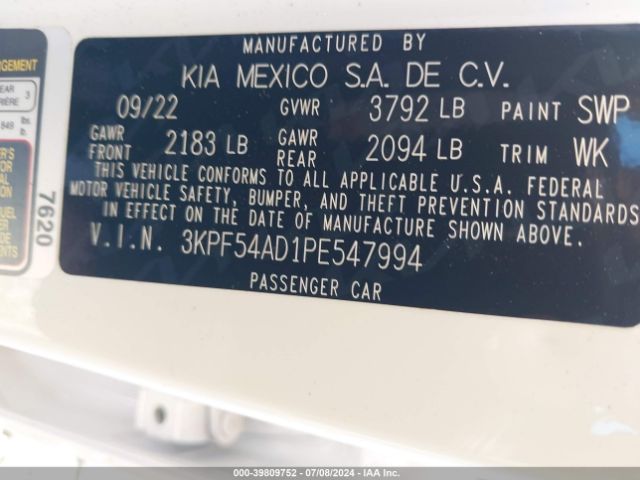 MANUFACTURED BY
KIA MEXICO S.A. DE C.V.
09/22 GVWR 3792 LB PAINT SWP
GAWR FRONT 2183 LB GAWR REAR 2094 LB TRIM WK
THIS VEHICLE CONFORMS TO ALL APPLICABLE U.S.A. FEDERAL
MOTOR VEHICLE SAFETY, BUMPER, AND THEFT PREVENTION STANDARDS
IN EFFECT ON THE DATE OF MANUFACTURE SHOWN ABOVE.
V.I.N. 3KPF54AD1PE547994
PASSENGER CAR
7620
3
849 lbs.
000-39809752 - 07/08/2024 - IAA Inc.